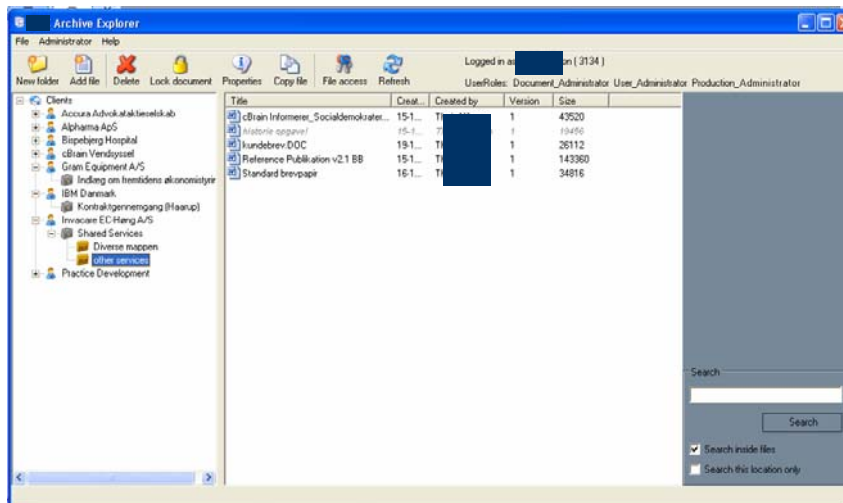 Archive Explorer
File Administrator Help
New folder Add file Delete Lock document Properties Copy file File access Refresh
Logged in as on ( 3134 )
UserRoles: Document_Administrator User_Administrator Production_Administrator
Clients
Accura Advokataktieselskab
Alpharma ApS
Bispebjerg Hospital
cBrain Vendsyssel
Gram Equipment A/S
Indlæg om fremtidens økonomistyrir
IBM Danmark
Kontraktgennemgang (Haarup)
Invacare EC-Høng A/S
Shared Services
Diverse mappen
other services
Practice Development
Title Creat... Created by Version Size
cBrain Informerer_Socialdemokrater... 15-1... 1 43520
historie opgave! 15-1... 1 19456
kundebrev.DOC 19-1... 1 26112
Reference Publikation v2.1 BB 15-1... 1 143360
Standard brevpapir 16-1... 1 34816
Search
Search
Search inside files
Search this location only